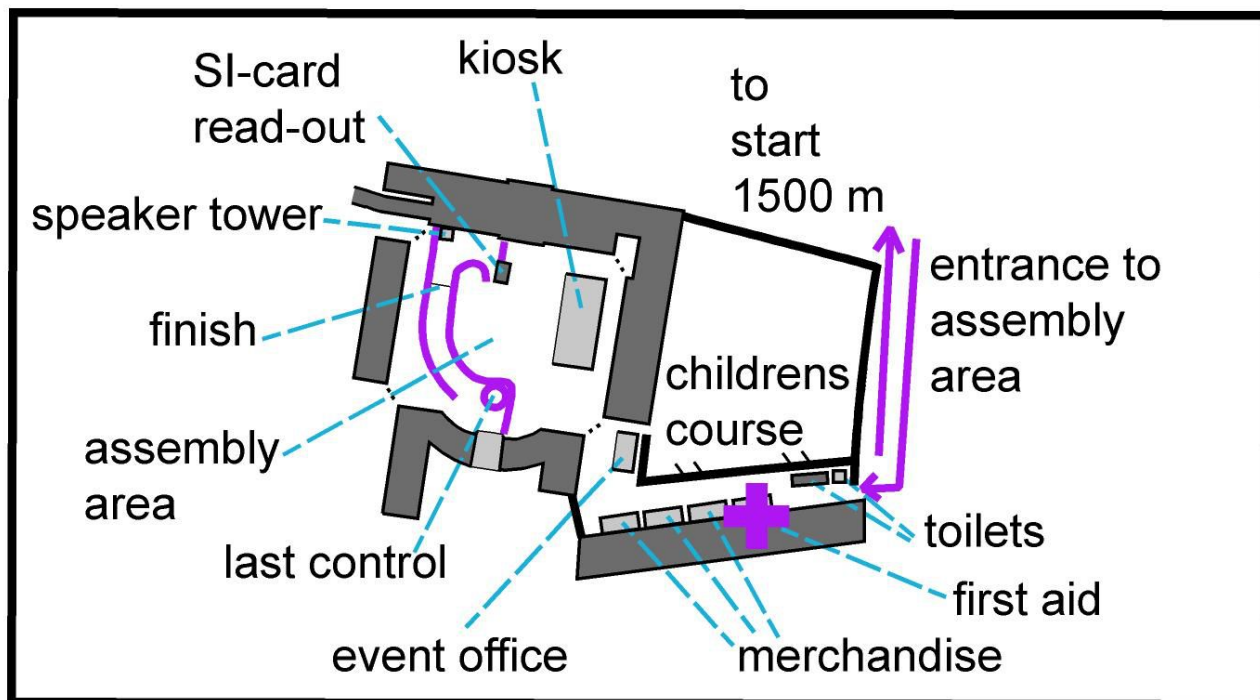 kiosk
SI-card
read-out
to
start
1500 m
speaker tower
entrance to
assembly
area
finish
childrens
course
assembly
area
last control
toilets
first aid
event office
merchandise